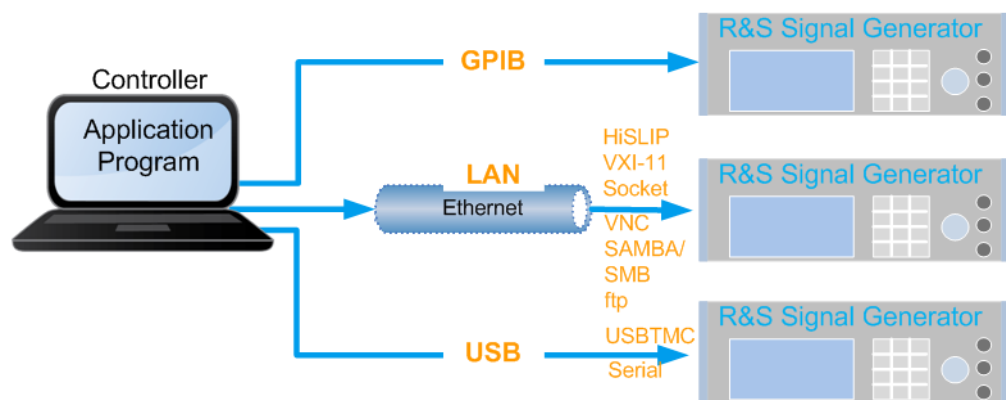 Controller
Application
Program
GPIB
R&S Signal Generator
LAN
Ethernet
HiSLIP
VXI-11
Socket
VNC
SAMBA/
SMB
ftp
R&S Signal Generator
USB
USBTMC
Serial
R&S Signal Generator